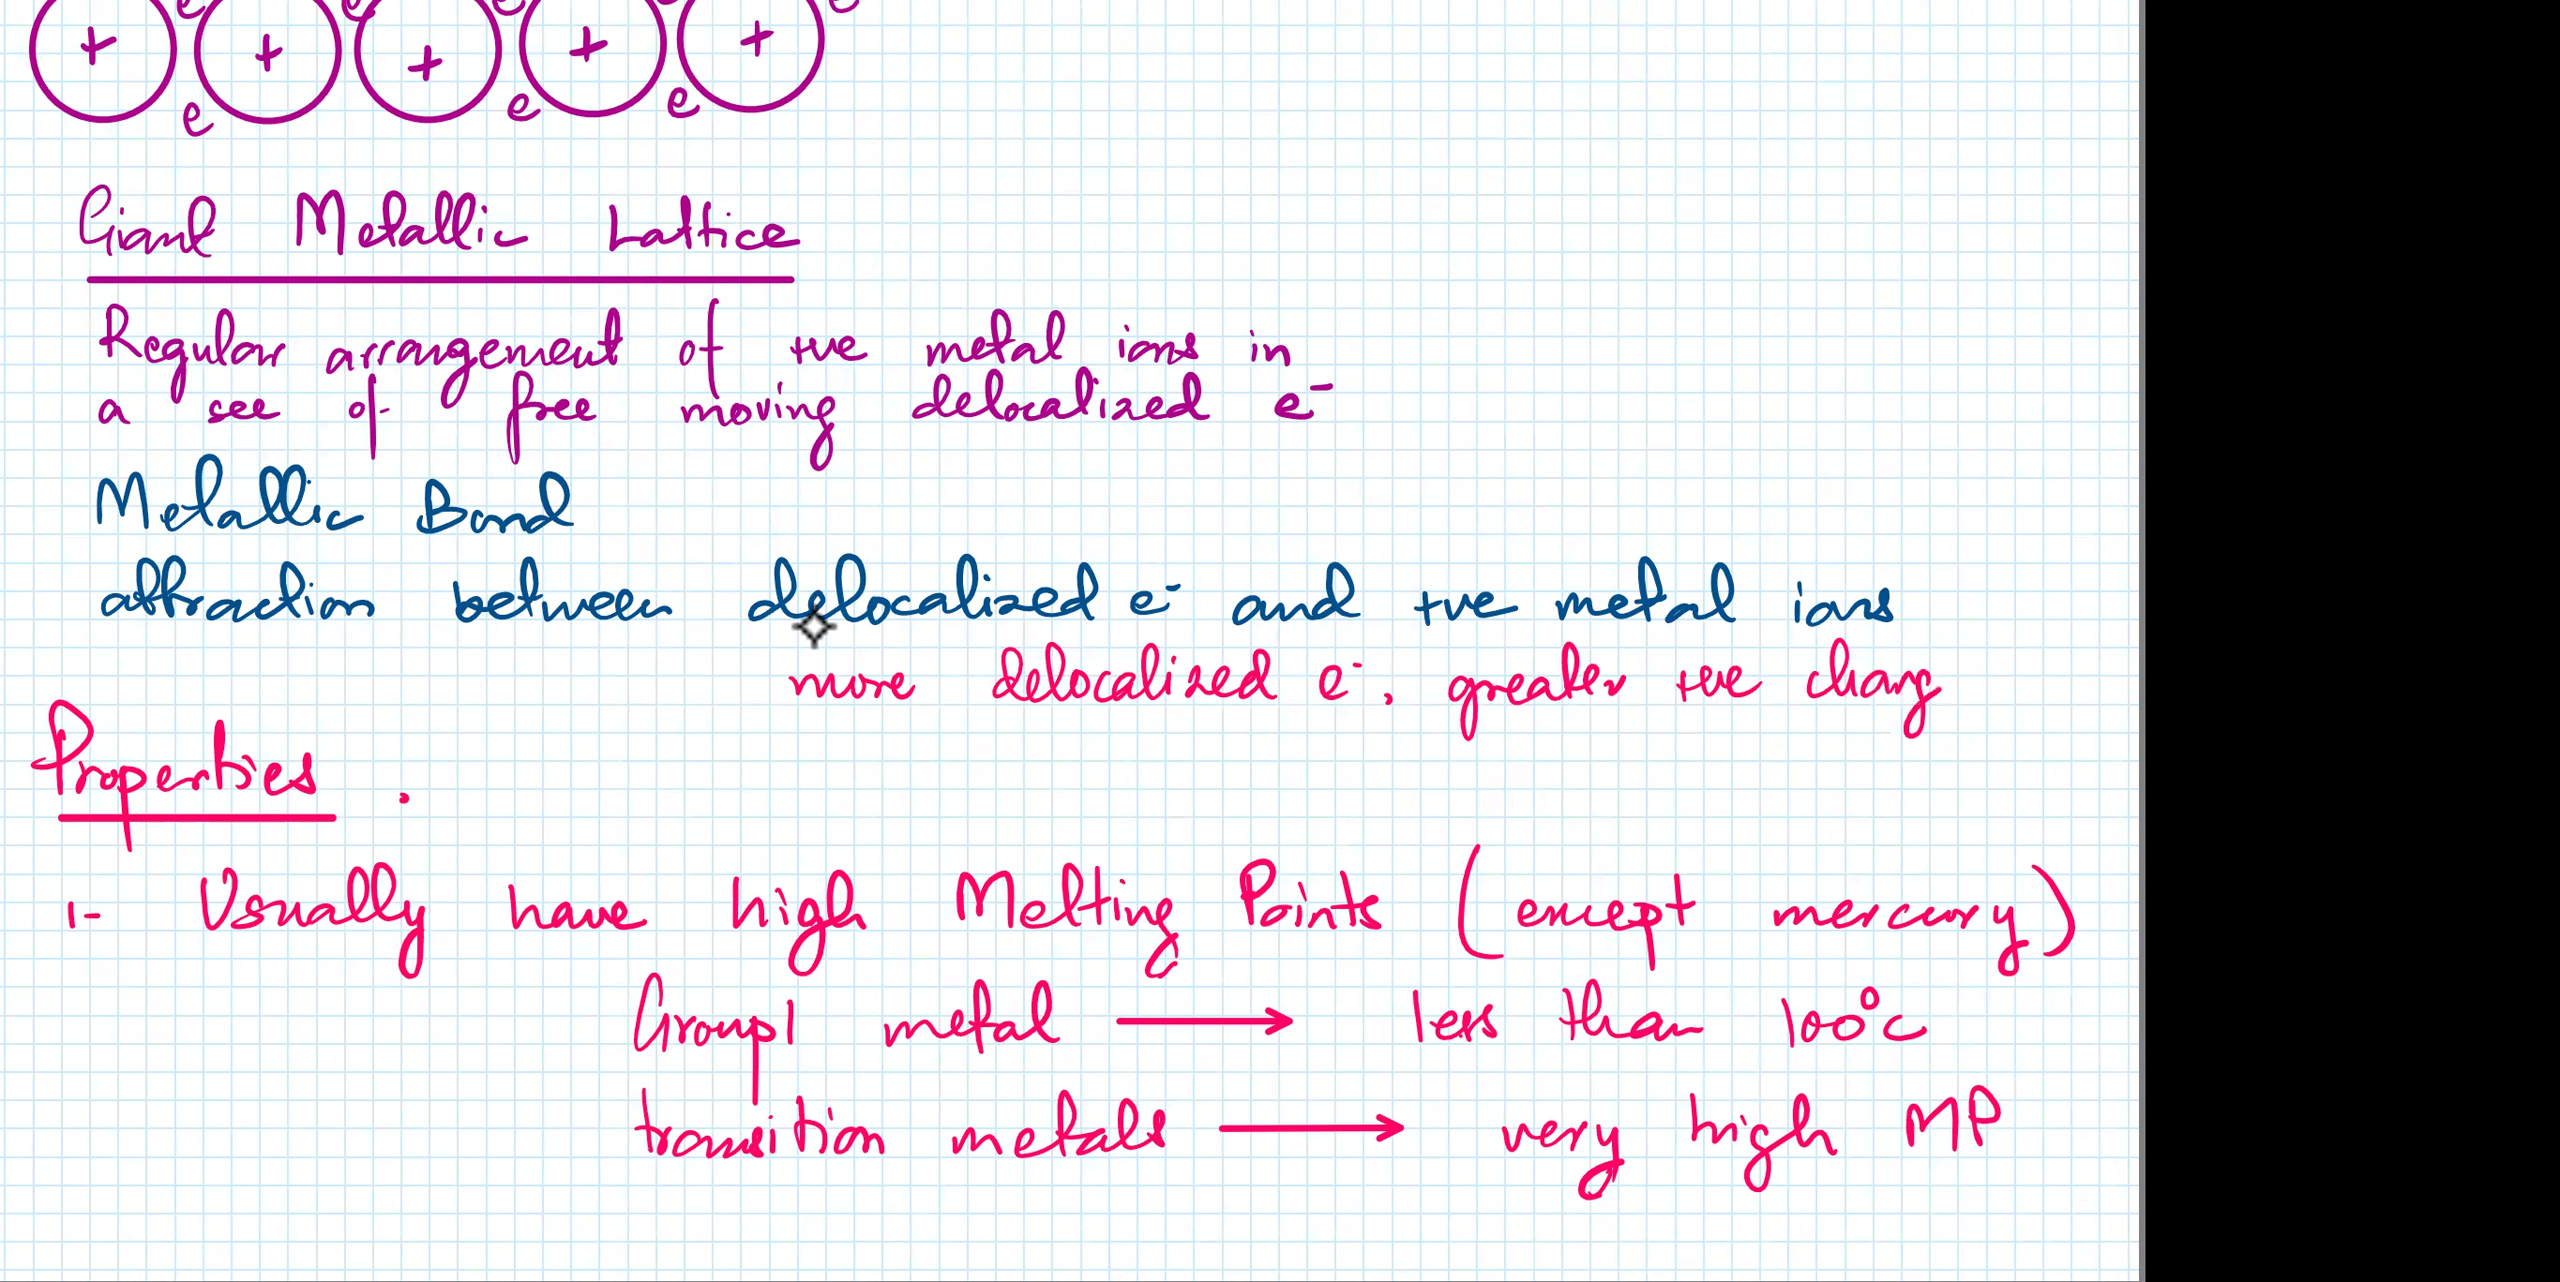 e e e e e
+ + + + +
e e e
Giant Metallic Lattice
Regular arrangement of +ve metal ions in
a see of free moving delocalized e⁻
Metallic Bond
attraction between delocalized e⁻ and +ve metal ions
more delocalized e⁻, greater +ve charg
Properties .
1- Usually have high Melting Points (except mercury)
Group1 metal ⟶ less than 100°C
transition metals ⟶ very high MP